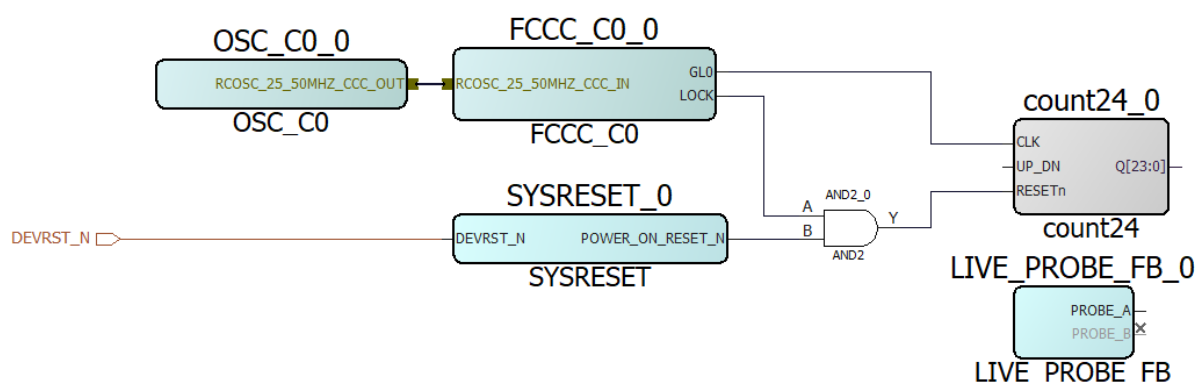 OSC_C0_0
RCOSC_25_50MHZ_CCC_OUT
OSC_C0
FCCC_C0_0
RCOSC_25_50MHZ_CCC_IN
GL0
LOCK
FCCC_C0
count24_0
CLK
UP_DN
Q[23:0]
RESETn
count24
AND2_0
A
B
Y
AND2
SYSRESET_0
DEVRST_N
DEVRST_N
POWER_ON_RESET_N
SYSRESET
LIVE_PROBE_FB_0
PROBE_A
PROBE_B
LIVE_PROBE_FB